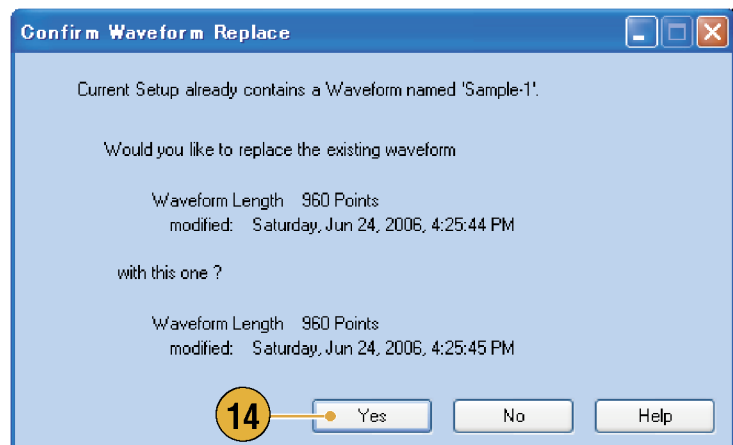 Confirm Waveform Replace
Current Setup already contains a Waveform named 'Sample-1'.
Would you like to replace the existing waveform
Waveform Length 960 Points
modified: Saturday, Jun 24, 2006, 4:25:44 PM
with this one ?
Waveform Length 960 Points
modified: Saturday, Jun 24, 2006, 4:25:45 PM
14 Yes No Help